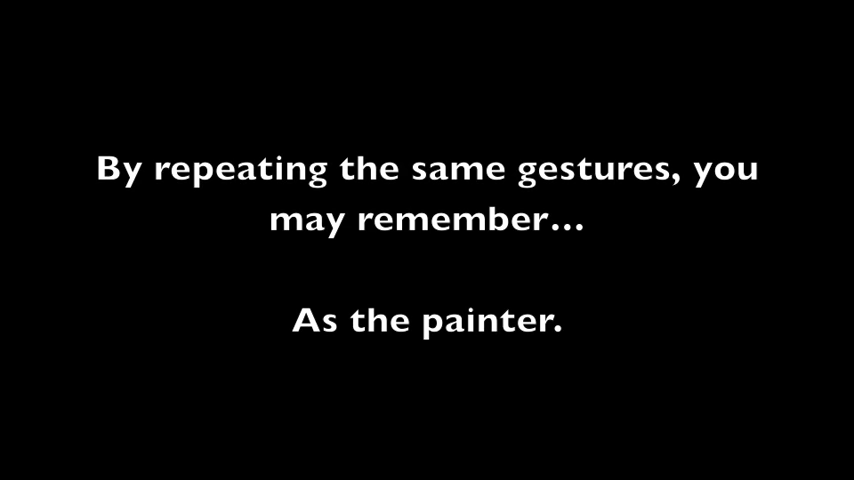 By repeating the same gestures, you
may remember...
As the painter.